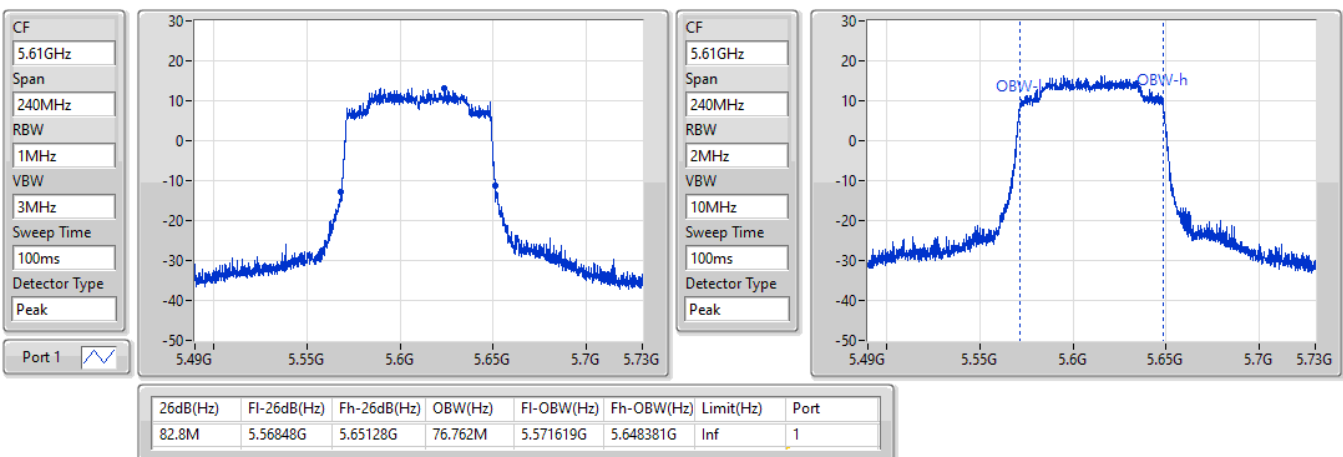 CF
5.61GHz
Span
240MHz
RBW
1MHz
VBW
3MHz
Sweep Time
100ms
Detector Type
Peak
Port 1
30
20
10
0
-10
-20
-30
-40
-50
5.49G 5.55G 5.6G 5.65G 5.7G 5.73G
CF
5.61GHz
Span
240MHz
RBW
2MHz
VBW
10MHz
Sweep Time
100ms
Detector Type
Peak
30
20
10
0
-10
-20
-30
-40
-50
OBW-l OBW-h
5.49G 5.55G 5.6G 5.65G 5.7G 5.73G
26dB(Hz) Fl-26dB(Hz) Fh-26dB(Hz) OBW(Hz) Fl-OBW(Hz) Fh-OBW(Hz) Limit(Hz) Port
82.8M 5.56848G 5.65128G 76.762M 5.571619G 5.648381G Inf 1